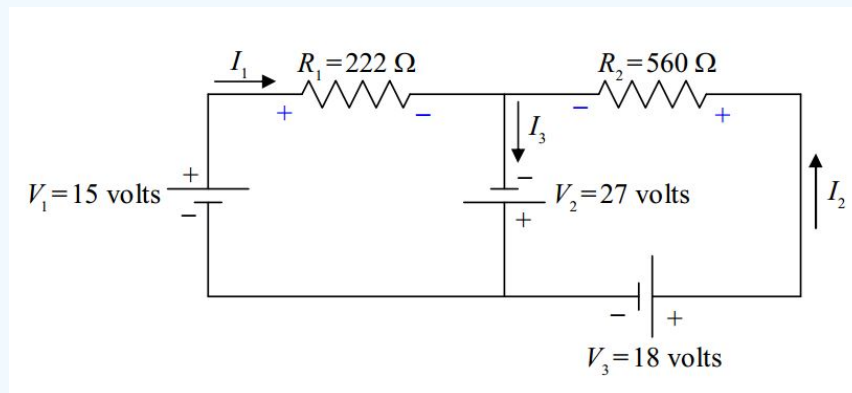 I₁ R₁=222 Ω R₂=560 Ω
+ − − +
I₃
+ −
V₁=15 volts V₂=27 volts I₂
− +
− +
V₃=18 volts